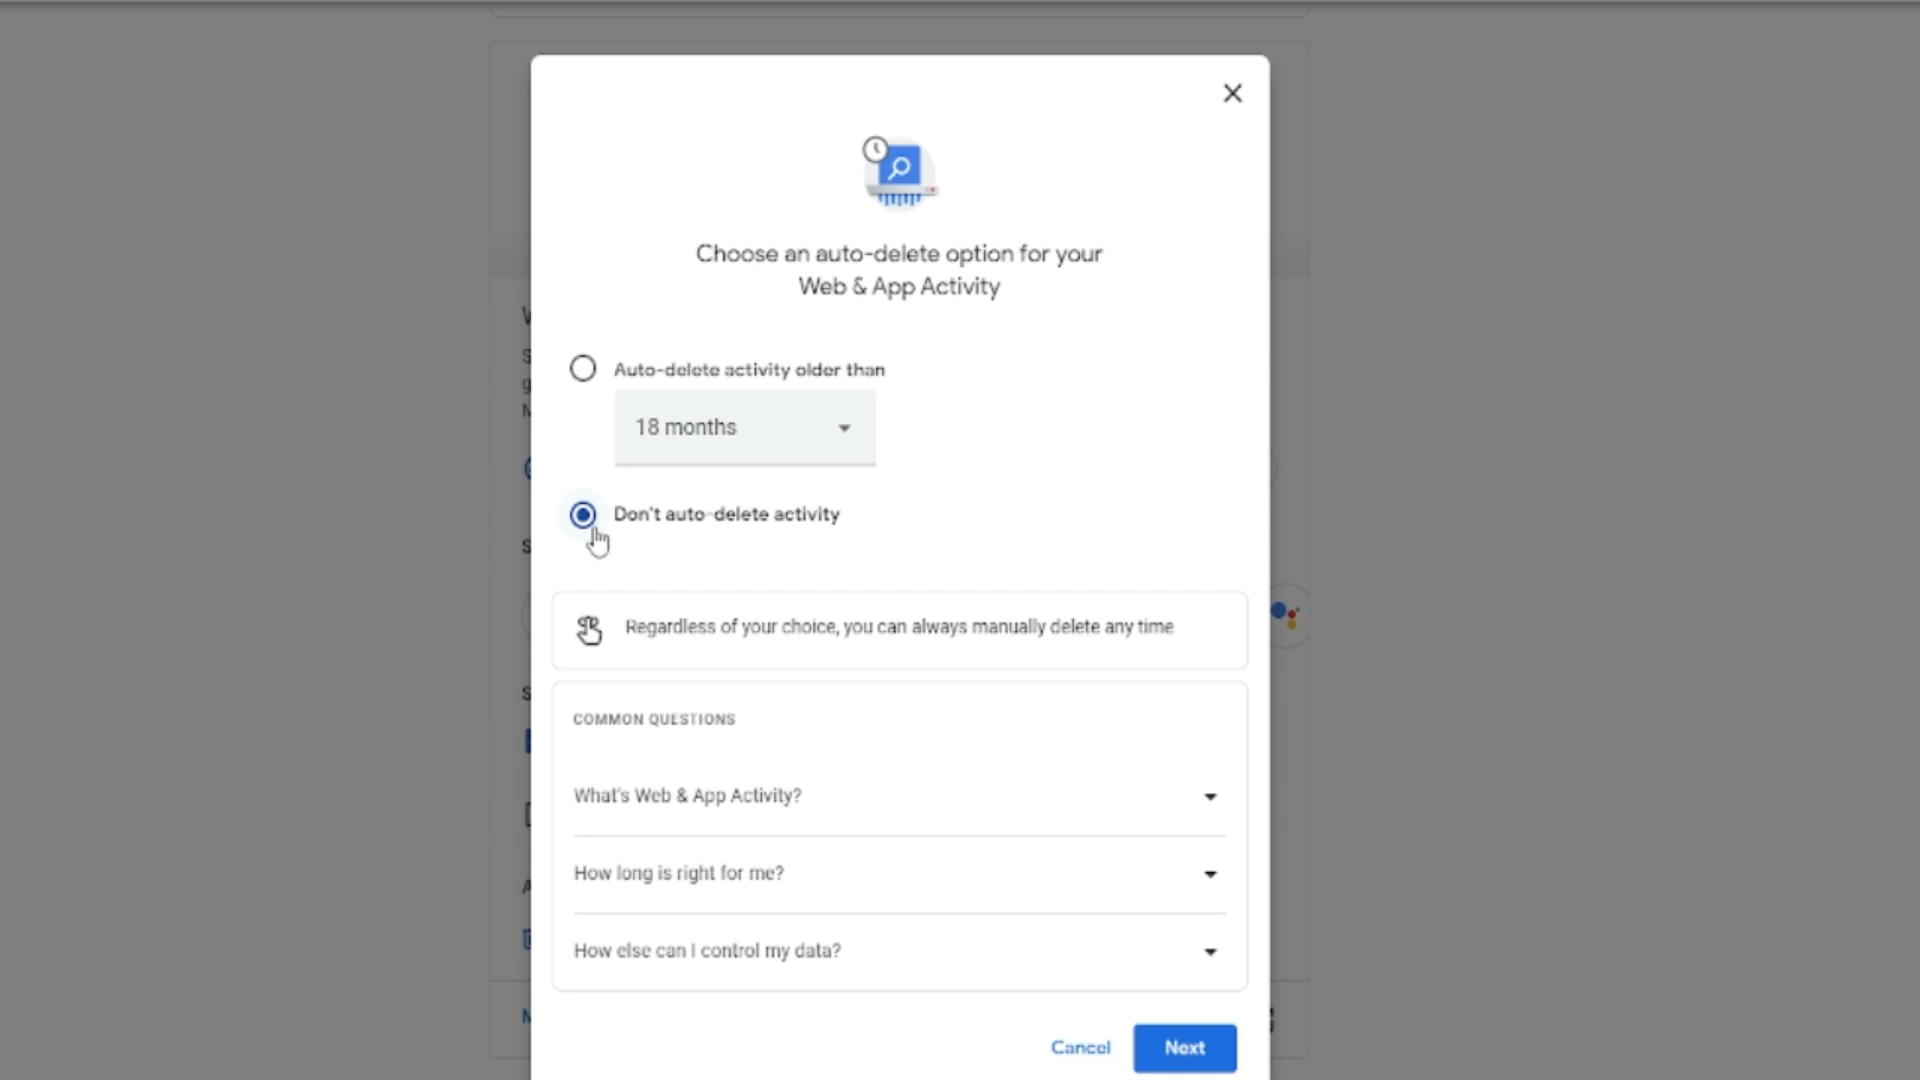 Choose an auto-delete option for your
Web & App Activity
Auto-delete activity older than
18 months
Don't auto-delete activity
Regardless of your choice, you can always manually delete any time
COMMON QUESTIONS
What's Web & App Activity?
How long is right for me?
How else can I control my data?
Cancel
Next